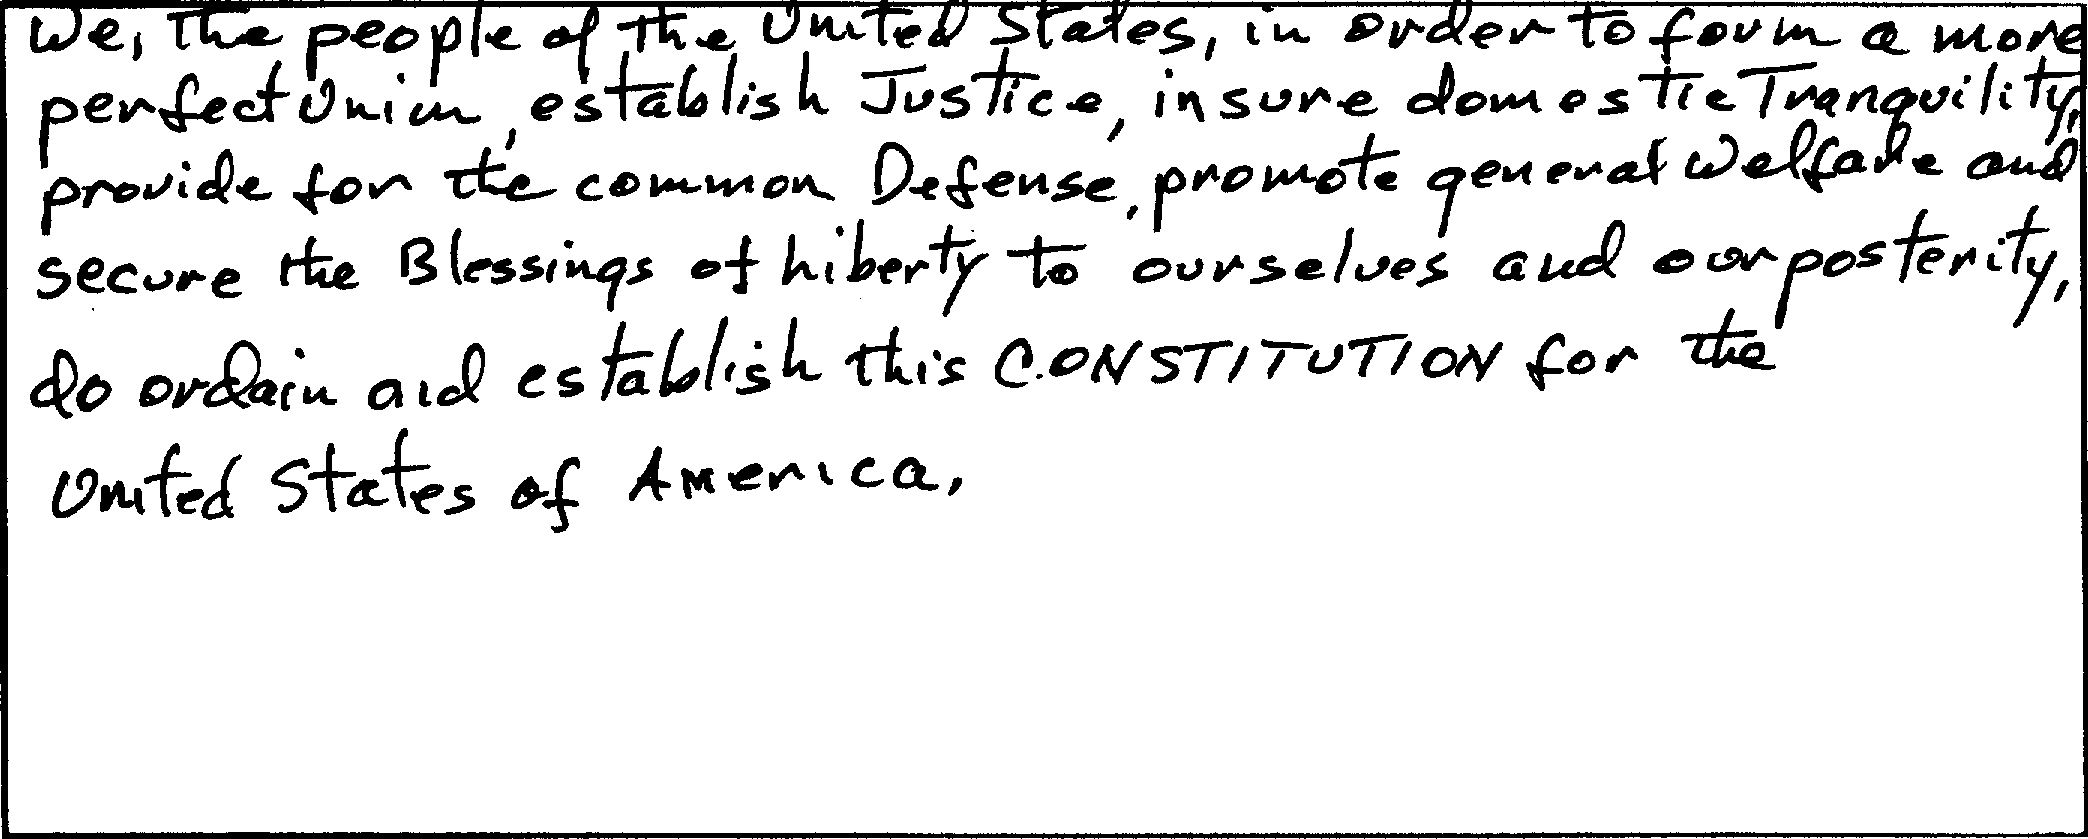 We, the people of the United States, in order to form a more
perfect Union, establish Justice, insure domestic Tranquility,
provide for the common Defense, promote general Welfare and
secure the Blessings of Liberty to ourselves and our posterity,
do ordain and establish this CONSTITUTION for the
United States of America.